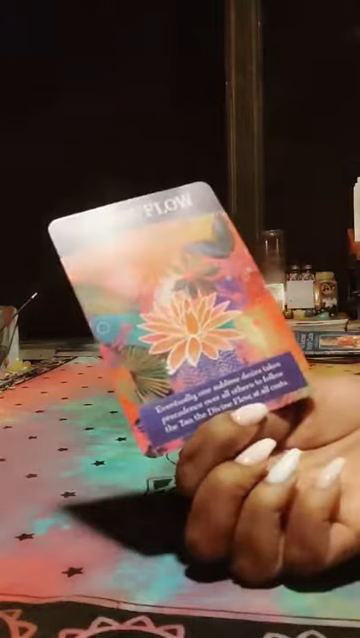 FLOW
Eventually one sublime desire takes
precedence over all others to follow
the Tao the Divine Flow at all costs.